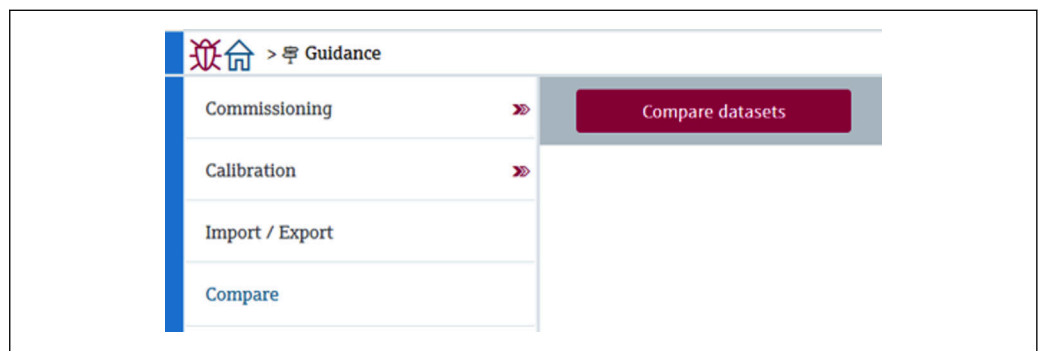 > Guidance
Commissioning
Compare datasets
Calibration
Import / Export
Compare